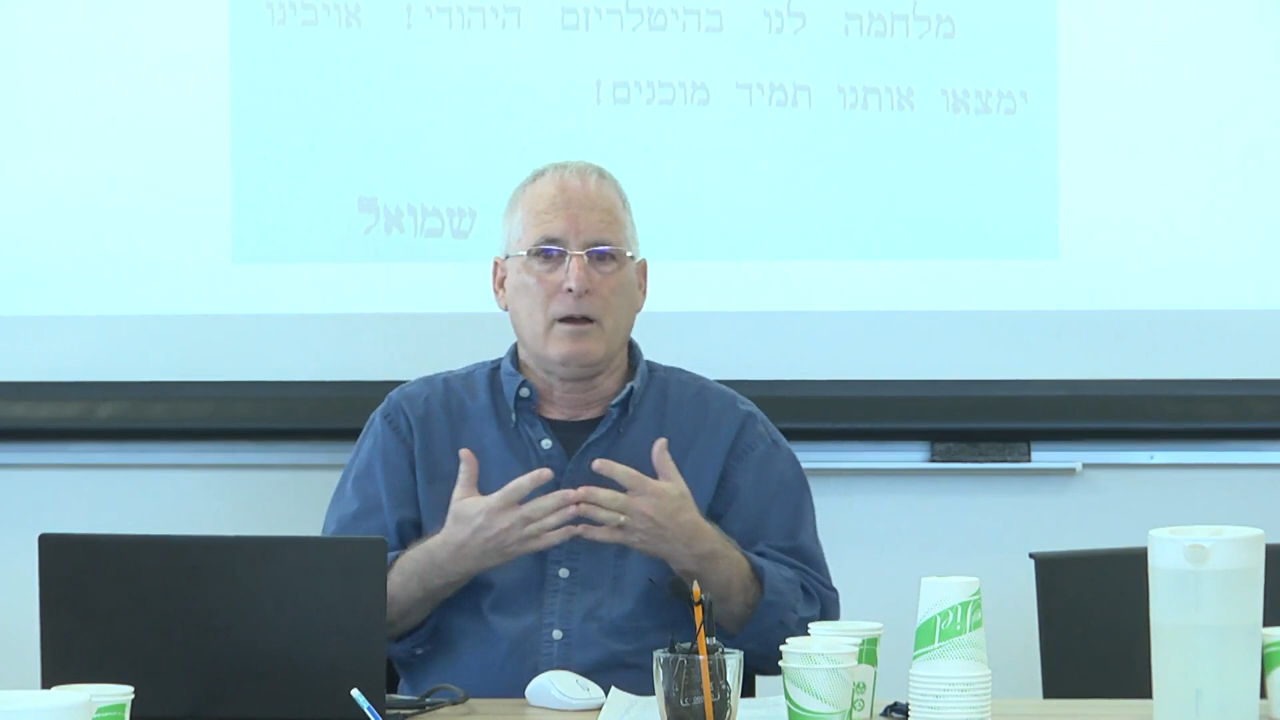 מלחמה לנו בהיטלריזם היהודי! אויבינו
ימצאו אותנו תמיד מוכנים!
שמואל